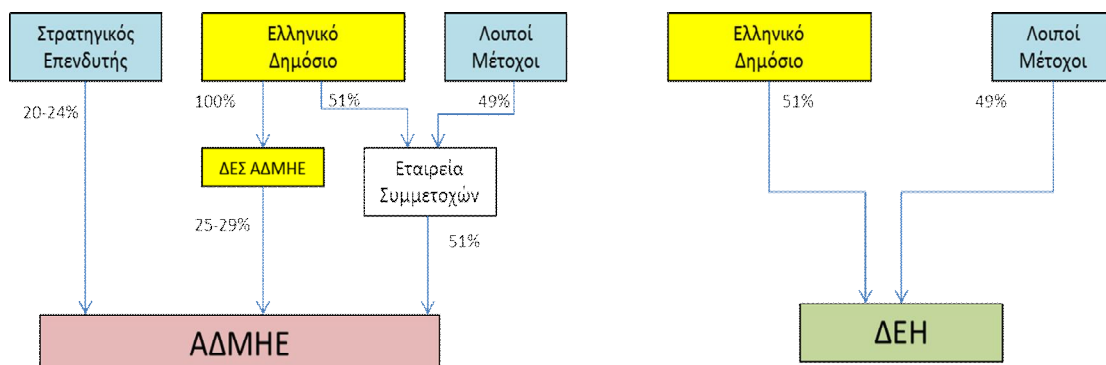 Στρατηγικός
Επενδυτής
Ελληνικό
Δημόσιο
Λοιποί
Μέτοχοι
20-24%
100%
51%
49%
ΔΕΣ ΑΔΜΗΕ
Εταιρεία
Συμμετοχών
25-29%
51%
ΑΔΜΗΕ
Ελληνικό
Δημόσιο
Λοιποί
Μέτοχοι
51%
49%
ΔΕΗ